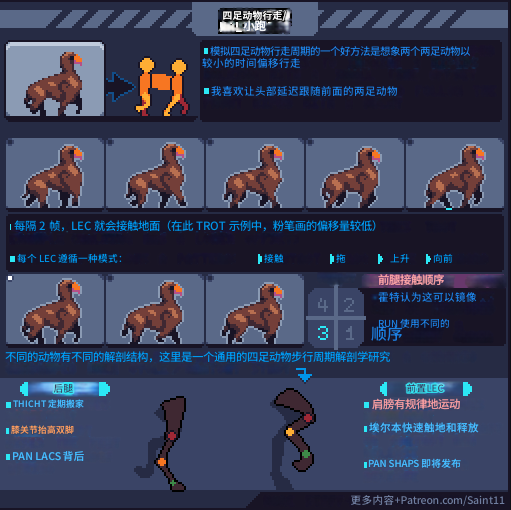 四足动物行走/
小跑
模拟四足动物行走周期的一个好方法是想象两个两足动物以
较小的时间偏移行走
我喜欢让头部延迟跟随前面的两足动物
每隔 2 帧，LEC 就会接触地面（在此 TROT 示例中，粉笔画的偏移量较低）
每个 LEC 遵循一种模式：
接触
拖
上升
向前
前腿接触顺序
霍特认为这可以镜像
RUN 使用不同的
顺序
4 2
3 1
不同的动物有不同的解剖结构，这里是一个通用的四足动物步行周期解剖学研究
后腿
THICHT 定期搬家
膝关节抬高双脚
PAN LACS 背后
前置LEC
肩膀有规律地运动
埃尔本快速触地和释放
PAN SHAPS 即将发布
更多内容+Patreon.com/Saint11